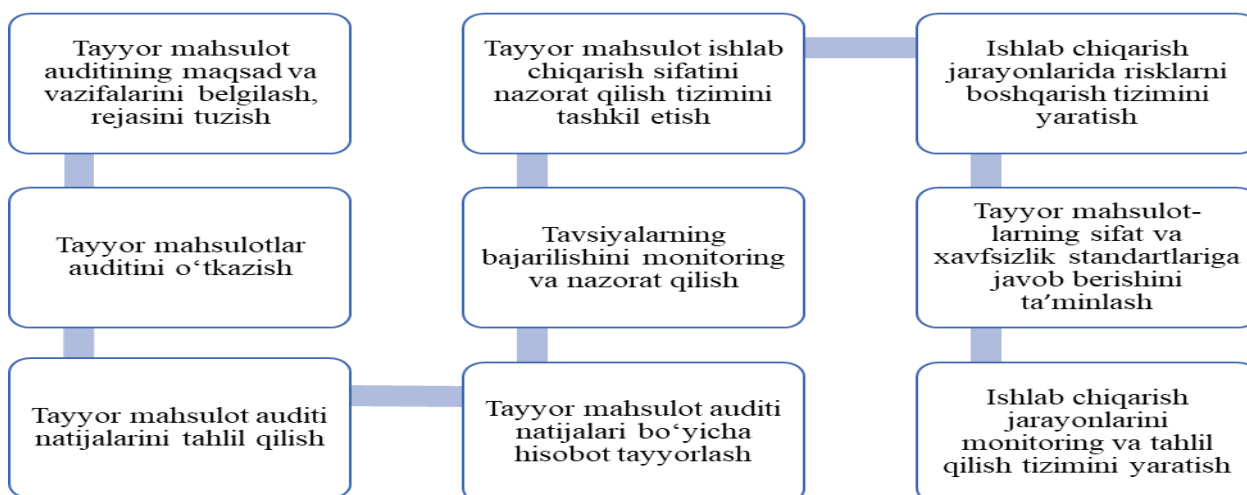 Tayyor mahsulot
auditining maqsad va
vazifalarini belgilash,
rejasini tuzish
Tayyor mahsulotlar
auditini o‘tkazish
Tayyor mahsulot auditi
natijalarini tahlil qilish
Tayyor mahsulot auditi
natijalari bo‘yicha
hisobot tayyorlash
Tavsiyalarning
bajarilishini monitoring
va nazorat qilish
Tayyor mahsulot ishlab
chiqarish sifatini
nazorat qilish tizimini
tashkil etish
Ishlab chiqarish
jarayonlarida risklarni
boshqarish tizimini
yaratish
Tayyor mahsulot-
larning sifat va
xavfsizlik standartlariga
javob berishini
ta’minlash
Ishlab chiqarish
jarayonlarini
monitoring va tahlil
qilish tizimini yaratish